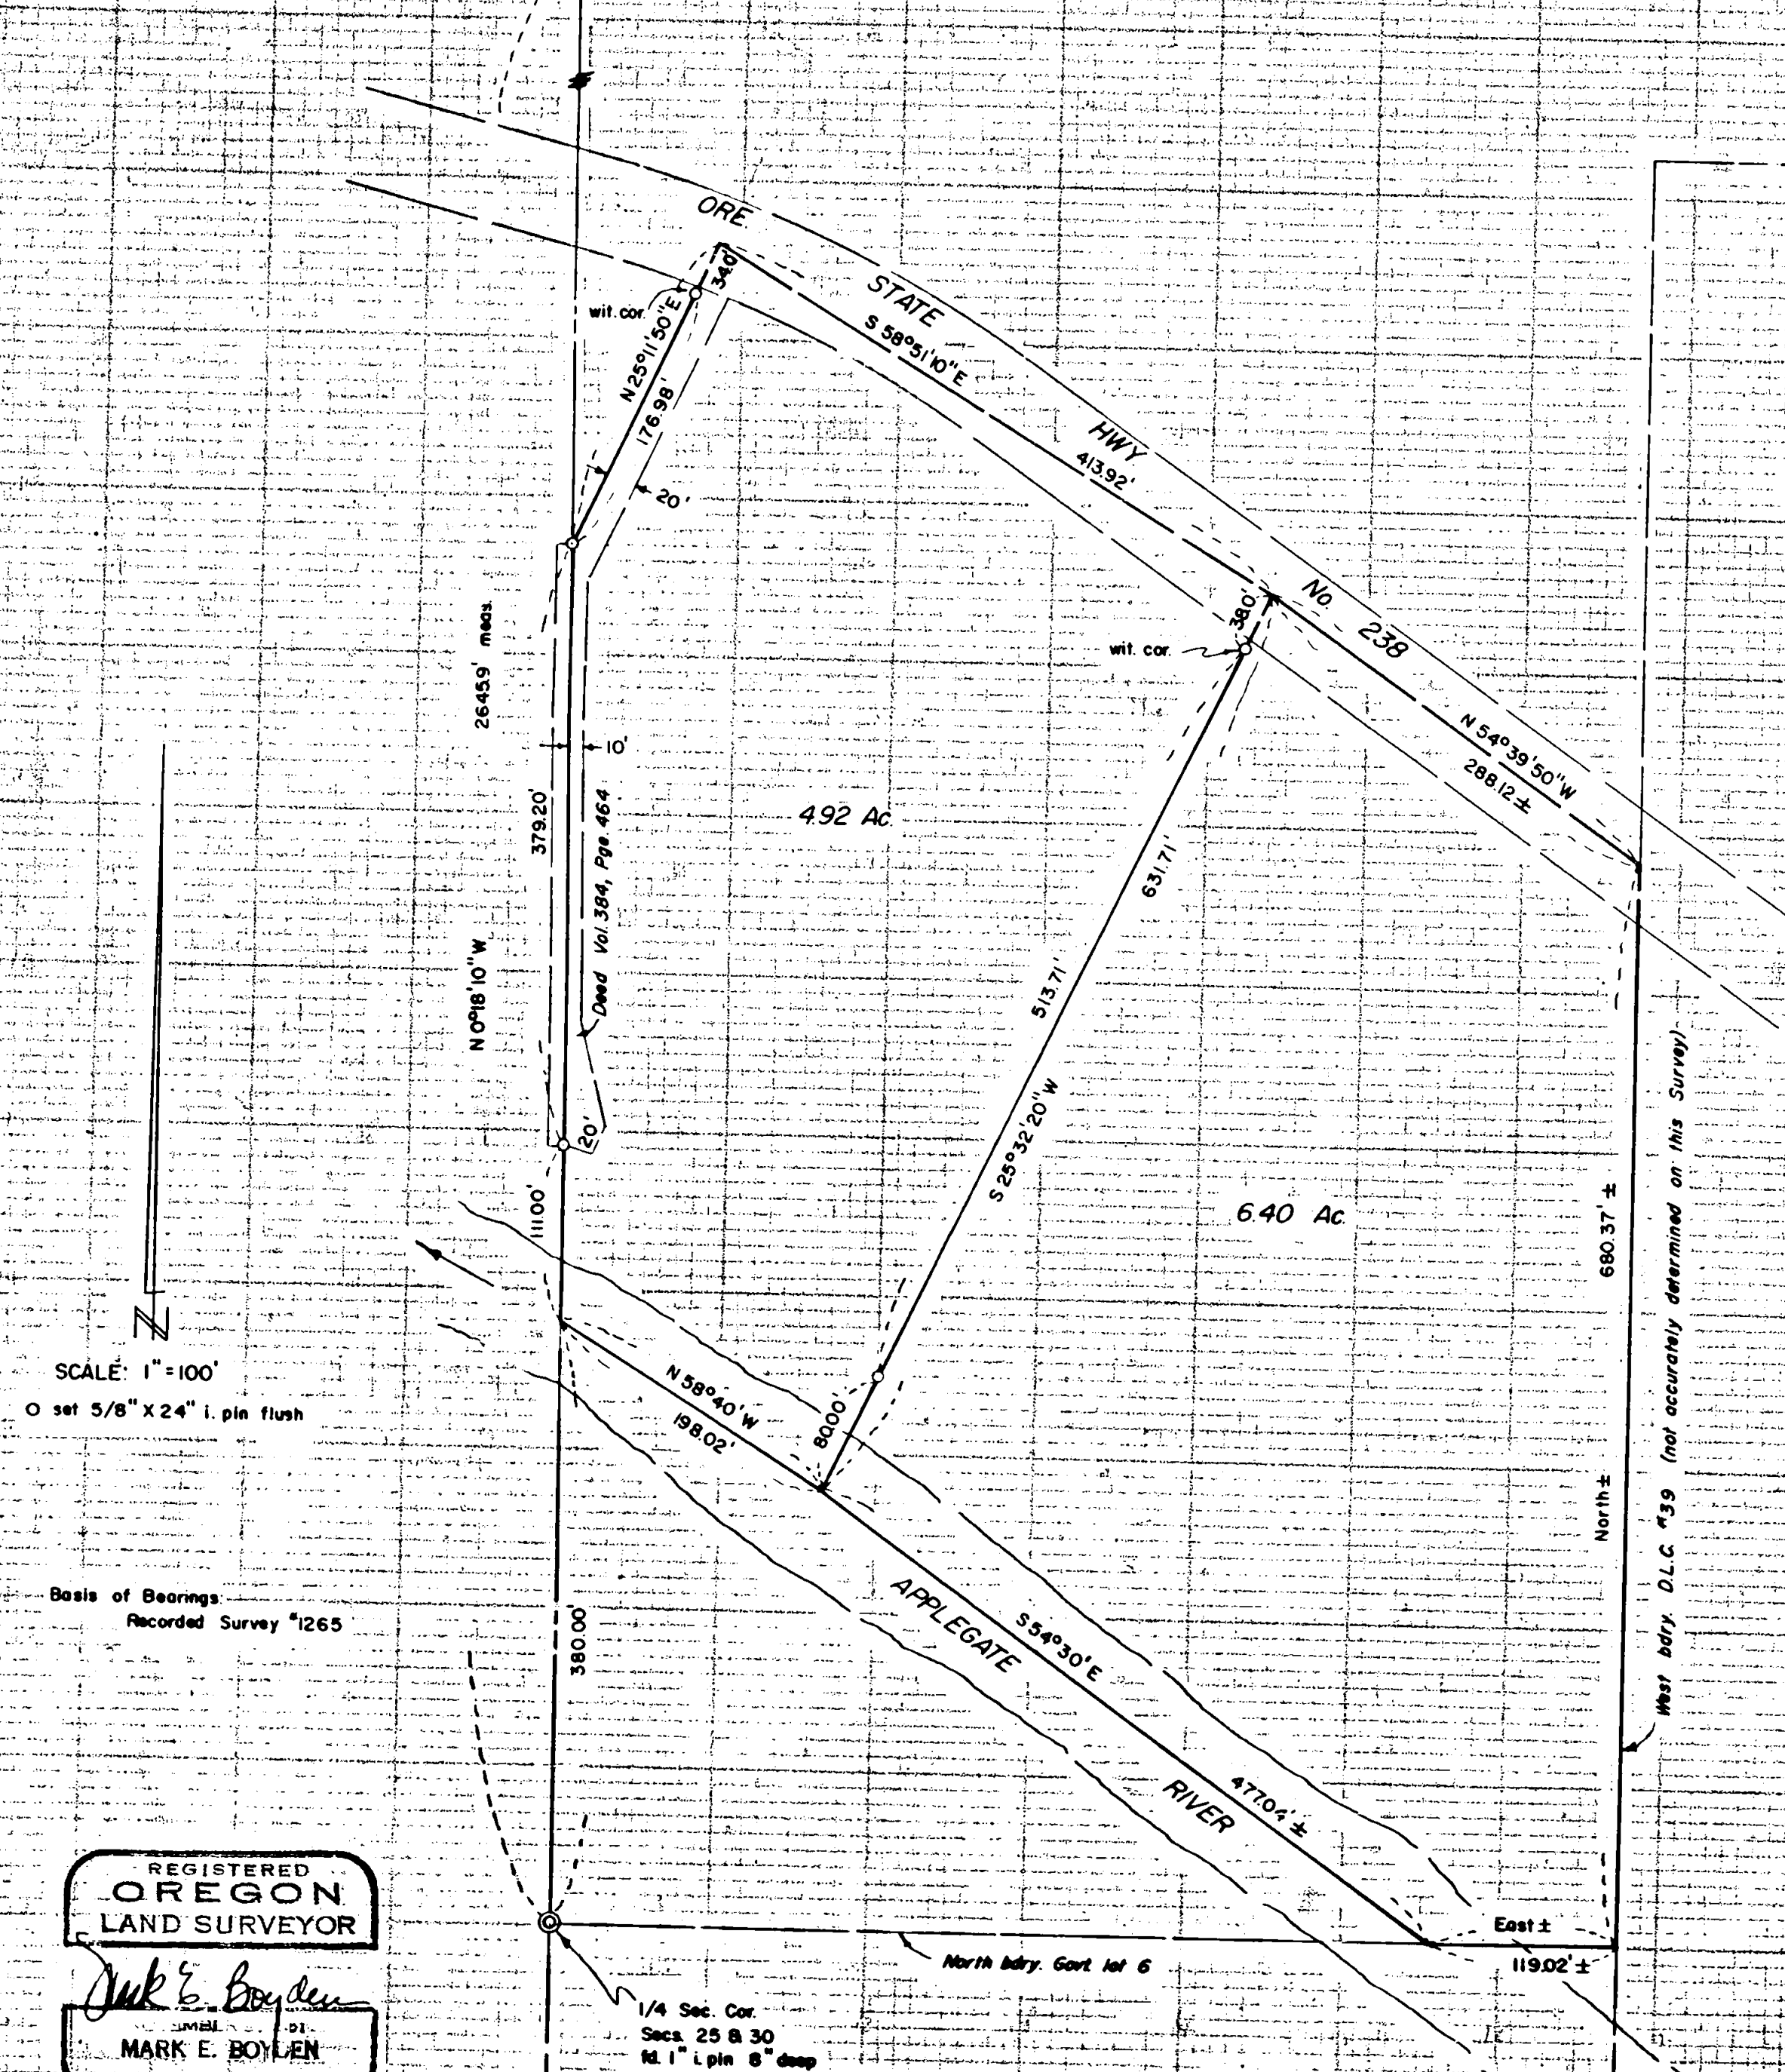 ORE
STATE
HWY
No.
238
wit. cor.
34.0'
N 25°11'50" E
176.98'
20'
S 58°51'10" E
413.92'
38.0'
wit. cor.
N 54°39'50" W
288.12 ±
2645.9' meas.
10'
379.20'
Deed Vol. 384, Pge. 464
4.92 Ac.
631.71'
513.71'
N 0°18'10" W
S 25°32'20" W
20'
111.00'
6.40 Ac.
680.37' ±
North ±
West bdry. D.L.C. #39 (not accurately determined on this Survey)
N
SCALE: 1" = 100'
O set 5/8" X 24" i. pin flush
N 58°40' W
198.02'
80.00'
Basis of Bearings:
Recorded Survey #1265
380.00'
APPLEGATE
RIVER
S 54°30' E
477.04' ±
East ±
119.02' ±
North bdry. Govt. lot 6
1/4 Sec. Cor.
Secs. 25 & 30
fd. 1" i. pin 8" deep
REGISTERED
OREGON
LAND SURVEYOR
Mark E. Boyden
MARK E. BOYDEN